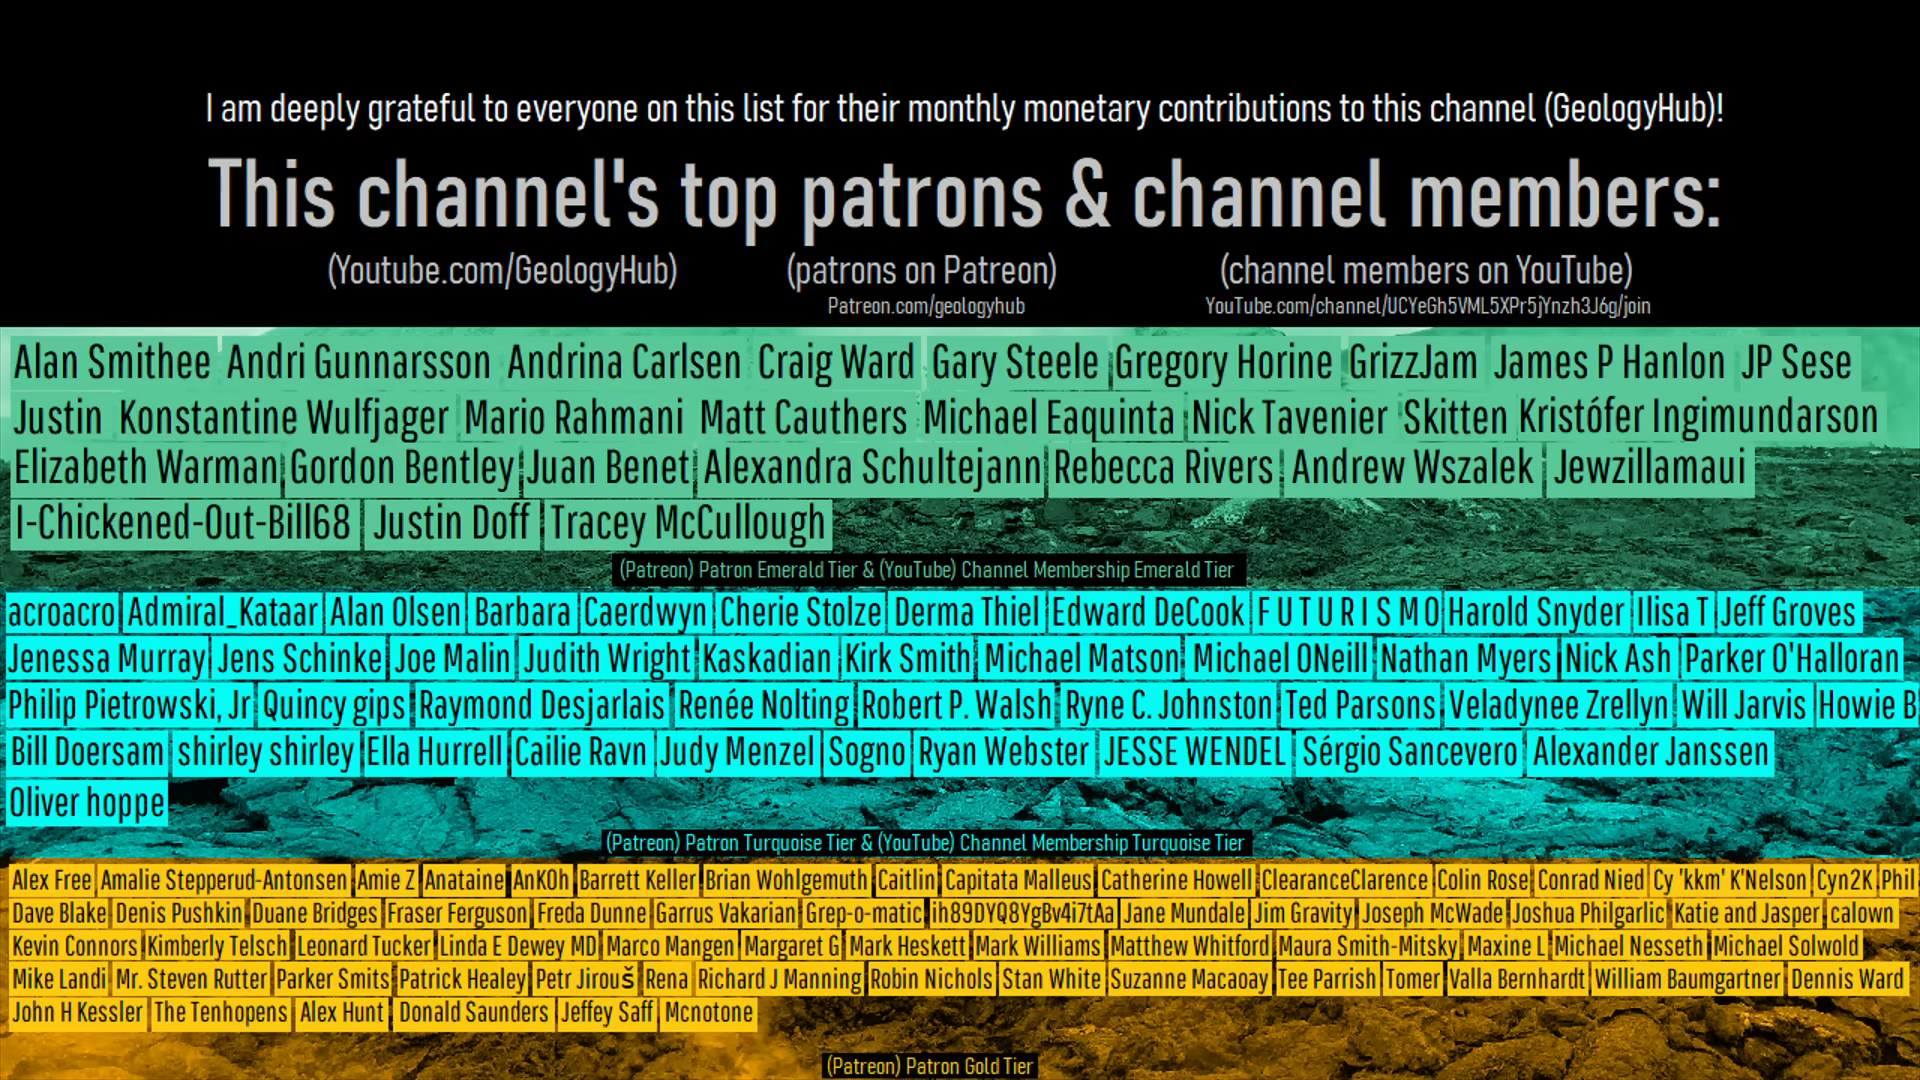 I am deeply grateful to everyone on this list for their monthly monetary contributions to this channel (GeologyHub)!
This channel's top patrons & channel members:
(Youtube.com/GeologyHub) (patrons on Patreon) (channel members on YouTube)
Patreon.com/geologyhub YouTube.com/channel/UCYeGh5VML5XPr5jYnzh3J6g/join
Alan Smithee Andri Gunnarsson Andrina Carlsen Craig Ward Gary Steele Gregory Horine GrizzJam James P Hanlon JP Sese
Justin Konstantine Wulfjager Mario Rahmani Matt Cauthers Michael Eaquinta Nick Tavenier Skitten Kristófer Ingimundarson
Elizabeth Warman Gordon Bentley Juan Benet Alexandra Schultejann Rebecca Rivers Andrew Wszalek Jewzillamaui
I-Chickened-Out-Bill68 Justin Doff Tracey McCullough
(Patreon) Patron Emerald Tier & (YouTube) Channel Membership Emerald Tier
acroacro Admiral_Kataar Alan Olsen Barbara Caerdwyn Cherie Stolze Derma Thiel Edward DeCook F U T U R I S M O Harold Snyder Ilisa T Jeff Groves
Jenessa Murray Jens Schinke Joe Malin Judith Wright Kaskadian Kirk Smith Michael Matson Michael ONeill Nathan Myers Nick Ash Parker O'Halloran
Philip Pietrowski, Jr Quincy gips Raymond Desjarlais Renée Nolting Robert P. Walsh Ryne C. Johnston Ted Parsons Veladynee Zrellyn Will Jarvis Howie B
Bill Doersam shirley shirley Ella Hurrell Cailie Ravn Judy Menzel Sogno Ryan Webster JESSE WENDEL Sérgio Sancevero Alexander Janssen
Oliver hoppe
(Patreon) Patron Turquoise Tier & (YouTube) Channel Membership Turquoise Tier
Alex Free Amalie Stepperud-Antonsen Amie Z Anataine AnKOh Barrett Keller Brian Wohlgemuth Caitlin Capitata Malleus Catherine Howell ClearanceClarence Colin Rose Conrad Nied Cy 'kkm' K'Nelson Cyn2K Phil
Dave Blake Denis Pushkin Duane Bridges Fraser Ferguson Freda Dunne Garrus Vakarian Grep-o-matic ih89DYQ8YgBv4i7tAa Jane Mundale Jim Gravity Joseph McWade Joshua Philgarlic Katie and Jasper calown
Kevin Connors Kimberly Telsch Leonard Tucker Linda E Dewey MD Marco Mangen Margaret G Mark Heskett Mark Williams Matthew Whitford Maura Smith-Mitsky Maxine L Michael Nesseth Michael Solwold
Mike Landi Mr. Steven Rutter Parker Smits Patrick Healey Petr Jirouš Rena Richard J Manning Robin Nichols Stan White Suzanne Macaoay Tee Parrish Tomer Valla Bernhardt William Baumgartner Dennis Ward
John H Kessler The Tenhopens Alex Hunt Donald Saunders Jeffey Saff Mcnotone
(Patreon) Patron Gold Tier